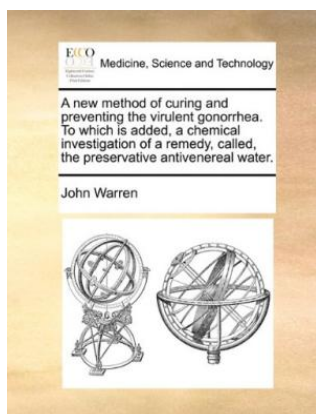 ECCO
Medicine, Science and Technology
A new method of curing and
preventing the virulent gonorrhea.
To which is added, a chemical
investigation of a remedy, called,
the preservative antivenereal water.
John Warren